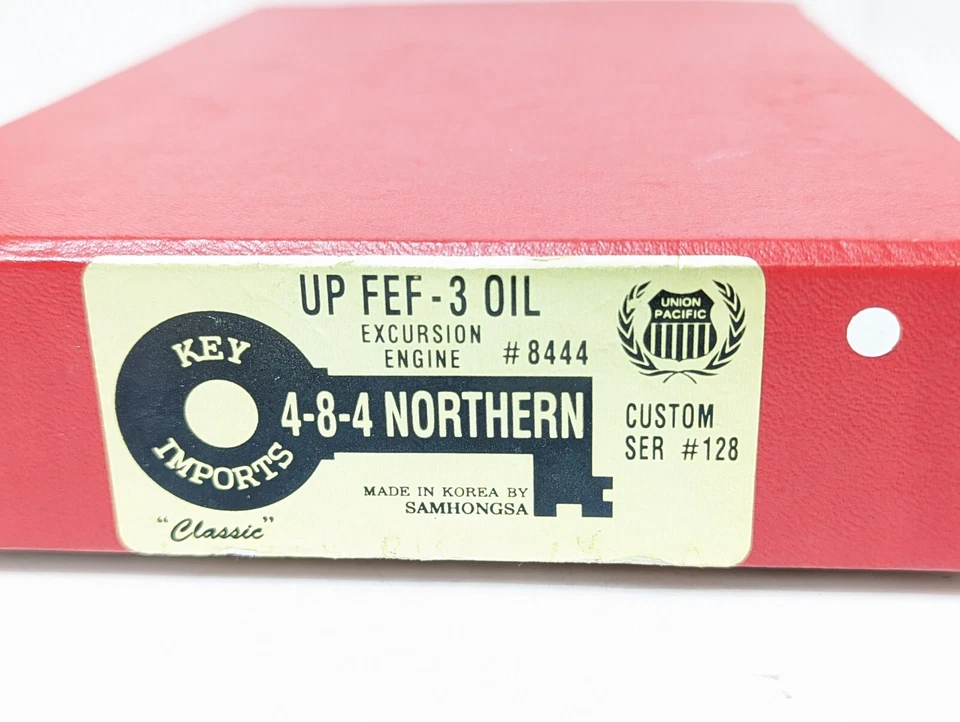 UP FEF-3 OIL
EXCURSION
ENGINE #8444
UNION
PACIFIC
KEY
IMPORTS
4-8-4 NORTHERN
CUSTOM
SER #128
MADE IN KOREA BY
SAMHONGSA
"Classic"